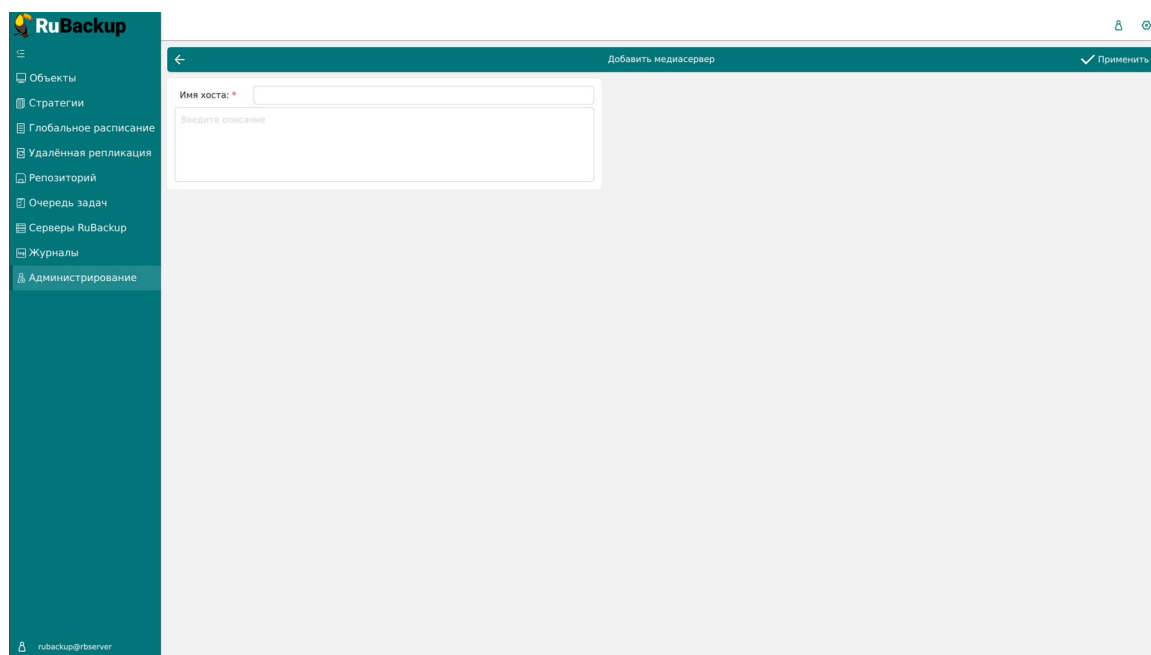 RuBackup
Добавить медиасервер
Применить
Объекты
Стратегии
Глобальное расписание
Удалённая репликация
Репозиторий
Очередь задач
Серверы RuBackup
Журналы
Администрирование
Имя хоста: *
Введите описание
rubackup@rbserver